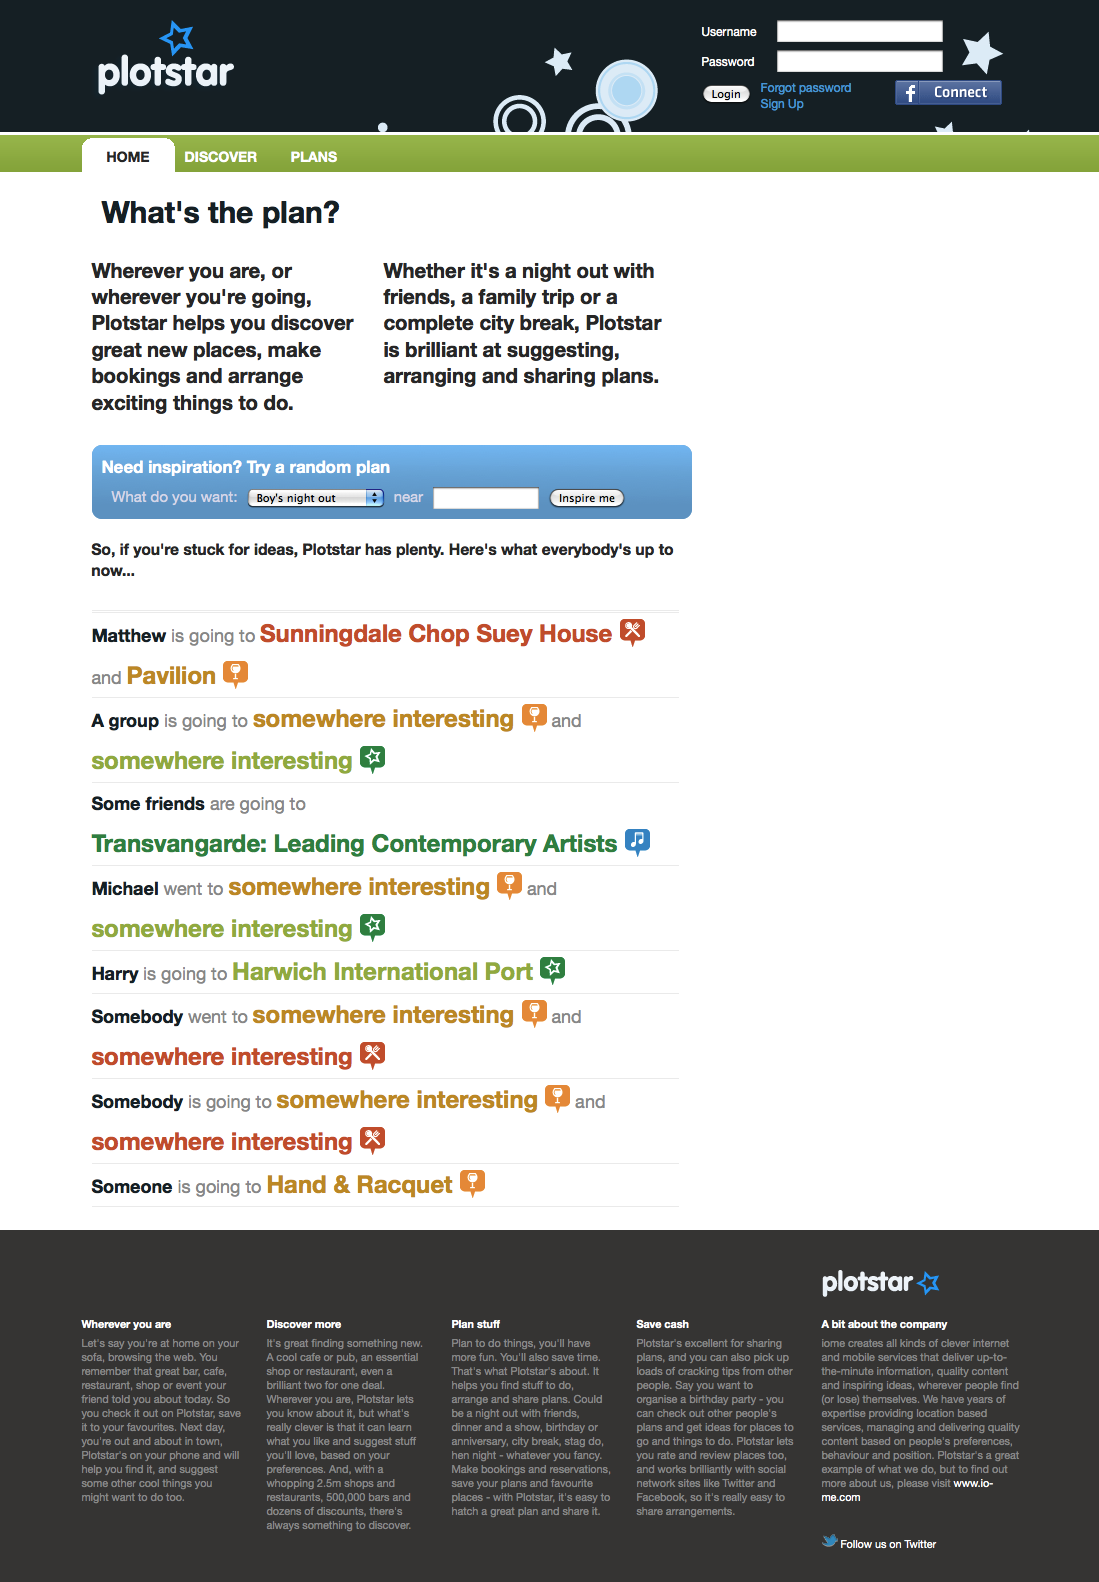 plotstar
Username
Password
Login
Forgot password
Sign Up
f Connect
HOME DISCOVER PLANS
What's the plan?
Wherever you are, or
wherever you're going,
Plotstar helps you discover
great new places, make
bookings and arrange
exciting things to do.
Whether it's a night out with
friends, a family trip or a
complete city break, Plotstar
is brilliant at suggesting,
arranging and sharing plans.
Need inspiration? Try a random plan
What do you want: Boy's night out near Inspire me
So, if you're stuck for ideas, Plotstar has plenty. Here's what everybody's up to
now...
Matthew is going to Sunningdale Chop Suey House
and Pavilion
A group is going to somewhere interesting and
somewhere interesting
Some friends are going to
Transvangarde: Leading Contemporary Artists
Michael went to somewhere interesting and
somewhere interesting
Harry is going to Harwich International Port
Somebody went to somewhere interesting and
somewhere interesting
Somebody is going to somewhere interesting and
somewhere interesting
Someone is going to Hand & Racquet
Wherever you are
Let's say you're at home on your
sofa, browsing the web. You
remember that great bar, cafe,
restaurant, shop or event your
friend told you about today. So
you check it out on Plotstar, save
it to your favourites. Next day,
you're out and about in town,
Plotstar's on your phone and will
help you find it, and suggest
some other cool things you
might want to do too.
Discover more
It's great finding something new.
A cool cafe or pub, an essential
shop or restaurant, even a
brilliant two for one deal.
Wherever you are, Plotstar lets
you know about it, but what's
really clever is that it can learn
what you like and suggest stuff
you'll love, based on your
preferences. And, with a
whopping 2.5m shops and
restaurants, 500,000 bars and
dozens of discounts, there's
always something to discover.
Plan stuff
Plan to do things, you'll have
more fun. You'll also save time.
That's what Plotstar's about. It
helps you find stuff to do,
arrange and share plans. Could
be a night out with friends,
dinner and a show, birthday or
anniversary, city break, stag do,
hen night - whatever you fancy.
Make bookings and reservations,
save your plans and favourite
places - with Plotstar, it's easy to
hatch a great plan and share it.
Save cash
Plotstar's excellent for sharing
plans, and you can also pick up
loads of cracking tips from other
people. Say you want to
organise a birthday party - you
can check out other people's
plans and get ideas for places to
go and things to do. Plotstar lets
you rate and review places too,
and works brilliantly with social
network sites like Twitter and
Facebook, so it's really easy to
share arrangements.
plotstar
A bit about the company
iome creates all kinds of clever internet
and mobile services that deliver up-to-
the-minute information, quality content
and inspiring ideas, wherever people find
(or lose) themselves. We have years of
expertise providing location based
services, managing and delivering quality
content based on people's preferences,
behaviour and position. Plotstar's a great
example of what we do, but to find out
more about us, please visit www.io-
me.com
Follow us on Twitter